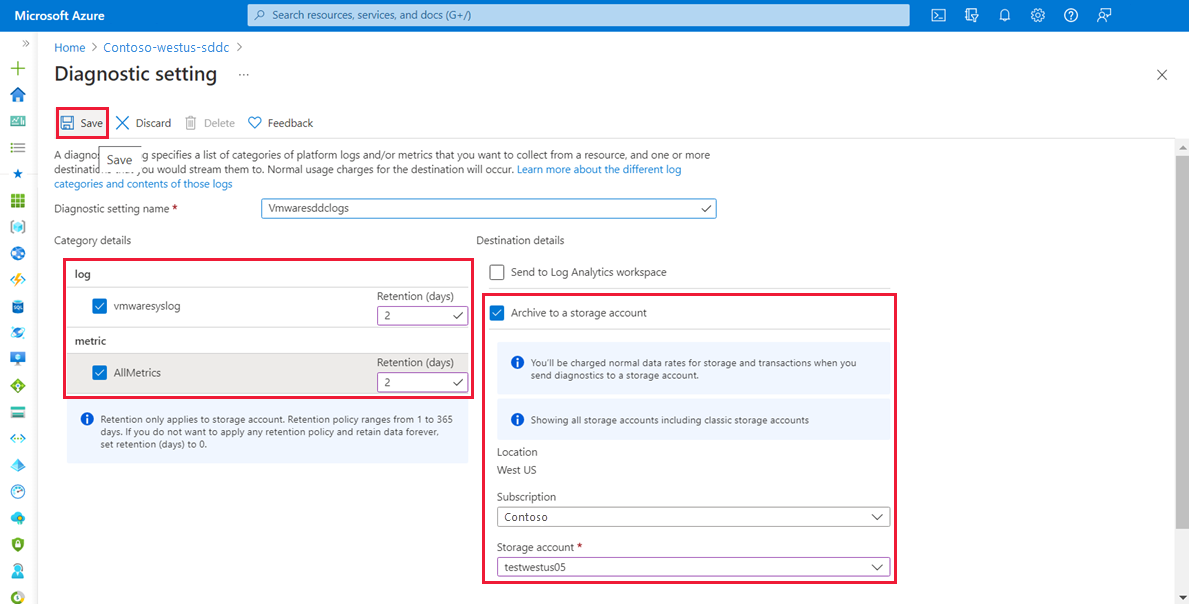 Microsoft Azure
Search resources, services, and docs (G+/)
Home > Contoso-westus-sddc >
Diagnostic setting ...
Save Discard Delete Feedback
Save
A diagnos g specifies a list of categories of platform logs and/or metrics that you want to collect from a resource, and one or more
destinations that you would stream them to. Normal usage charges for the destination will occur. Learn more about the different log
categories and contents of those logs
Diagnostic setting name *
Vmwaresddclogs
Category details
log
vmwaresyslog
Retention (days)
2
metric
AllMetrics
Retention (days)
2
Retention only applies to storage account. Retention policy ranges from 1 to 365
days. If you do not want to apply any retention policy and retain data forever,
set retention (days) to 0.
Destination details
Send to Log Analytics workspace
Archive to a storage account
You'll be charged normal data rates for storage and transactions when you
send diagnostics to a storage account.
Showing all storage accounts including classic storage accounts
Location
West US
Subscription
Contoso
Storage account *
testwestus05